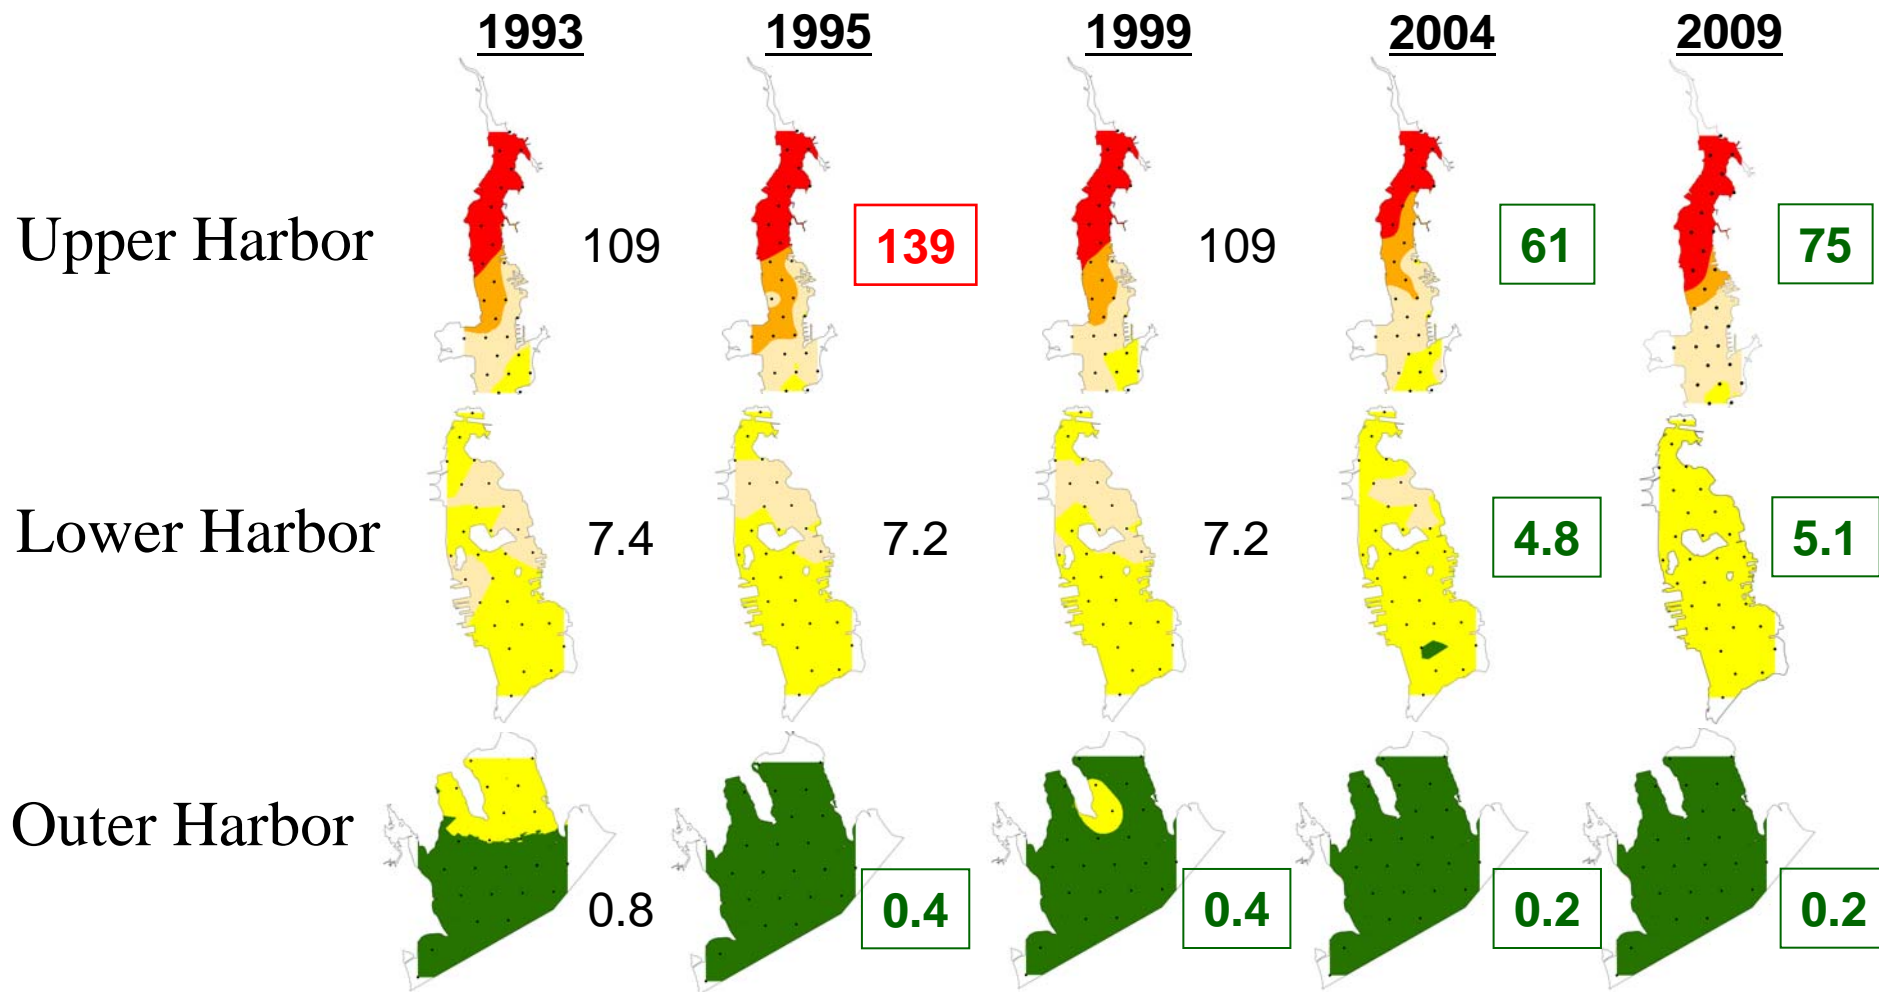 1993 1995 1999 2004 2009
Upper Harbor 109 139 109 61 75
Lower Harbor 7.4 7.2 7.2 4.8 5.1
Outer Harbor
0.8 0.4 0.4 0.2 0.2